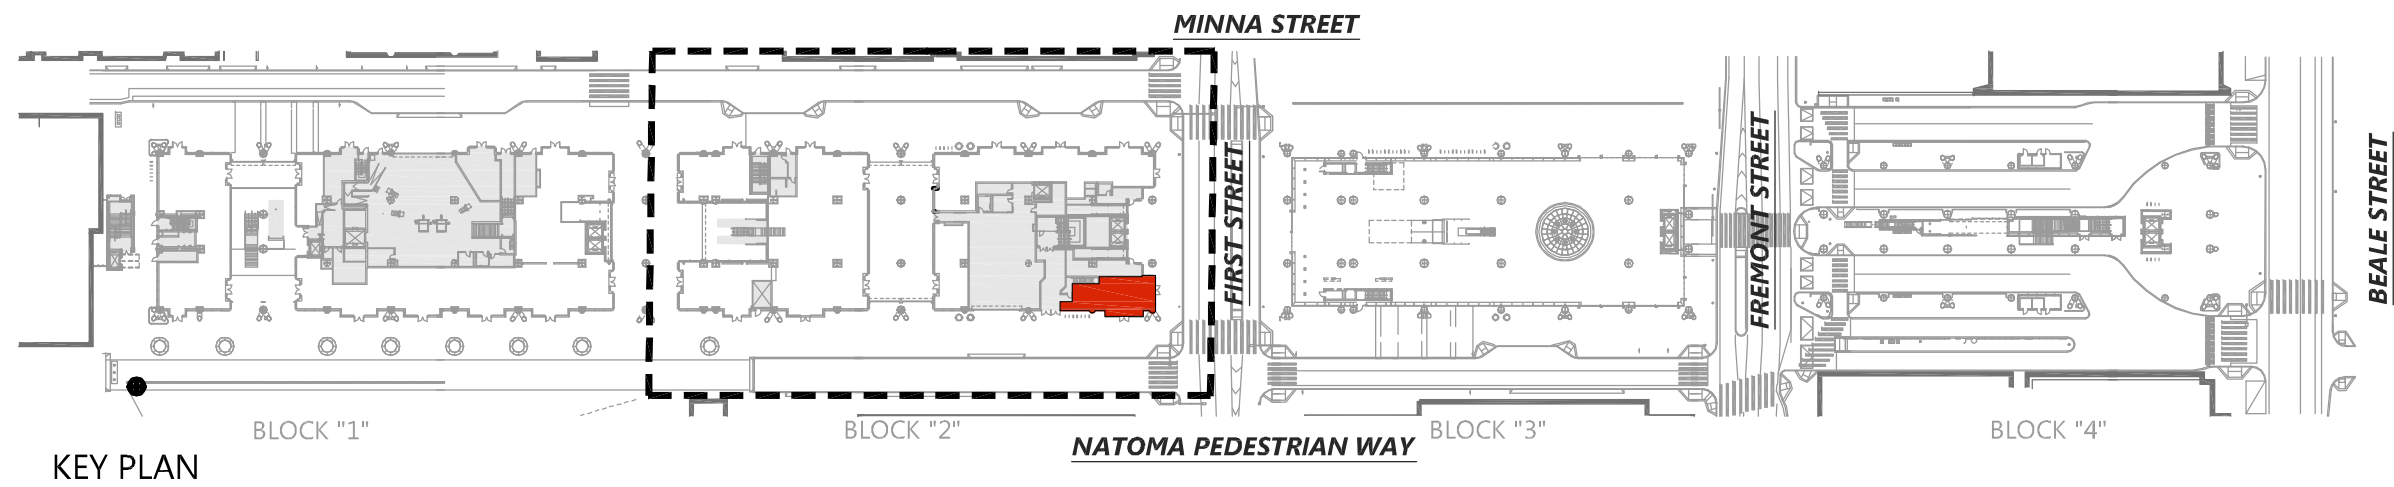 MINNA STREET
FIRST STREET
FREMONT STREET
BEALE STREET
BLOCK "1"
BLOCK "2"
BLOCK "3"
BLOCK "4"
NATOMA PEDESTRIAN WAY
KEY PLAN